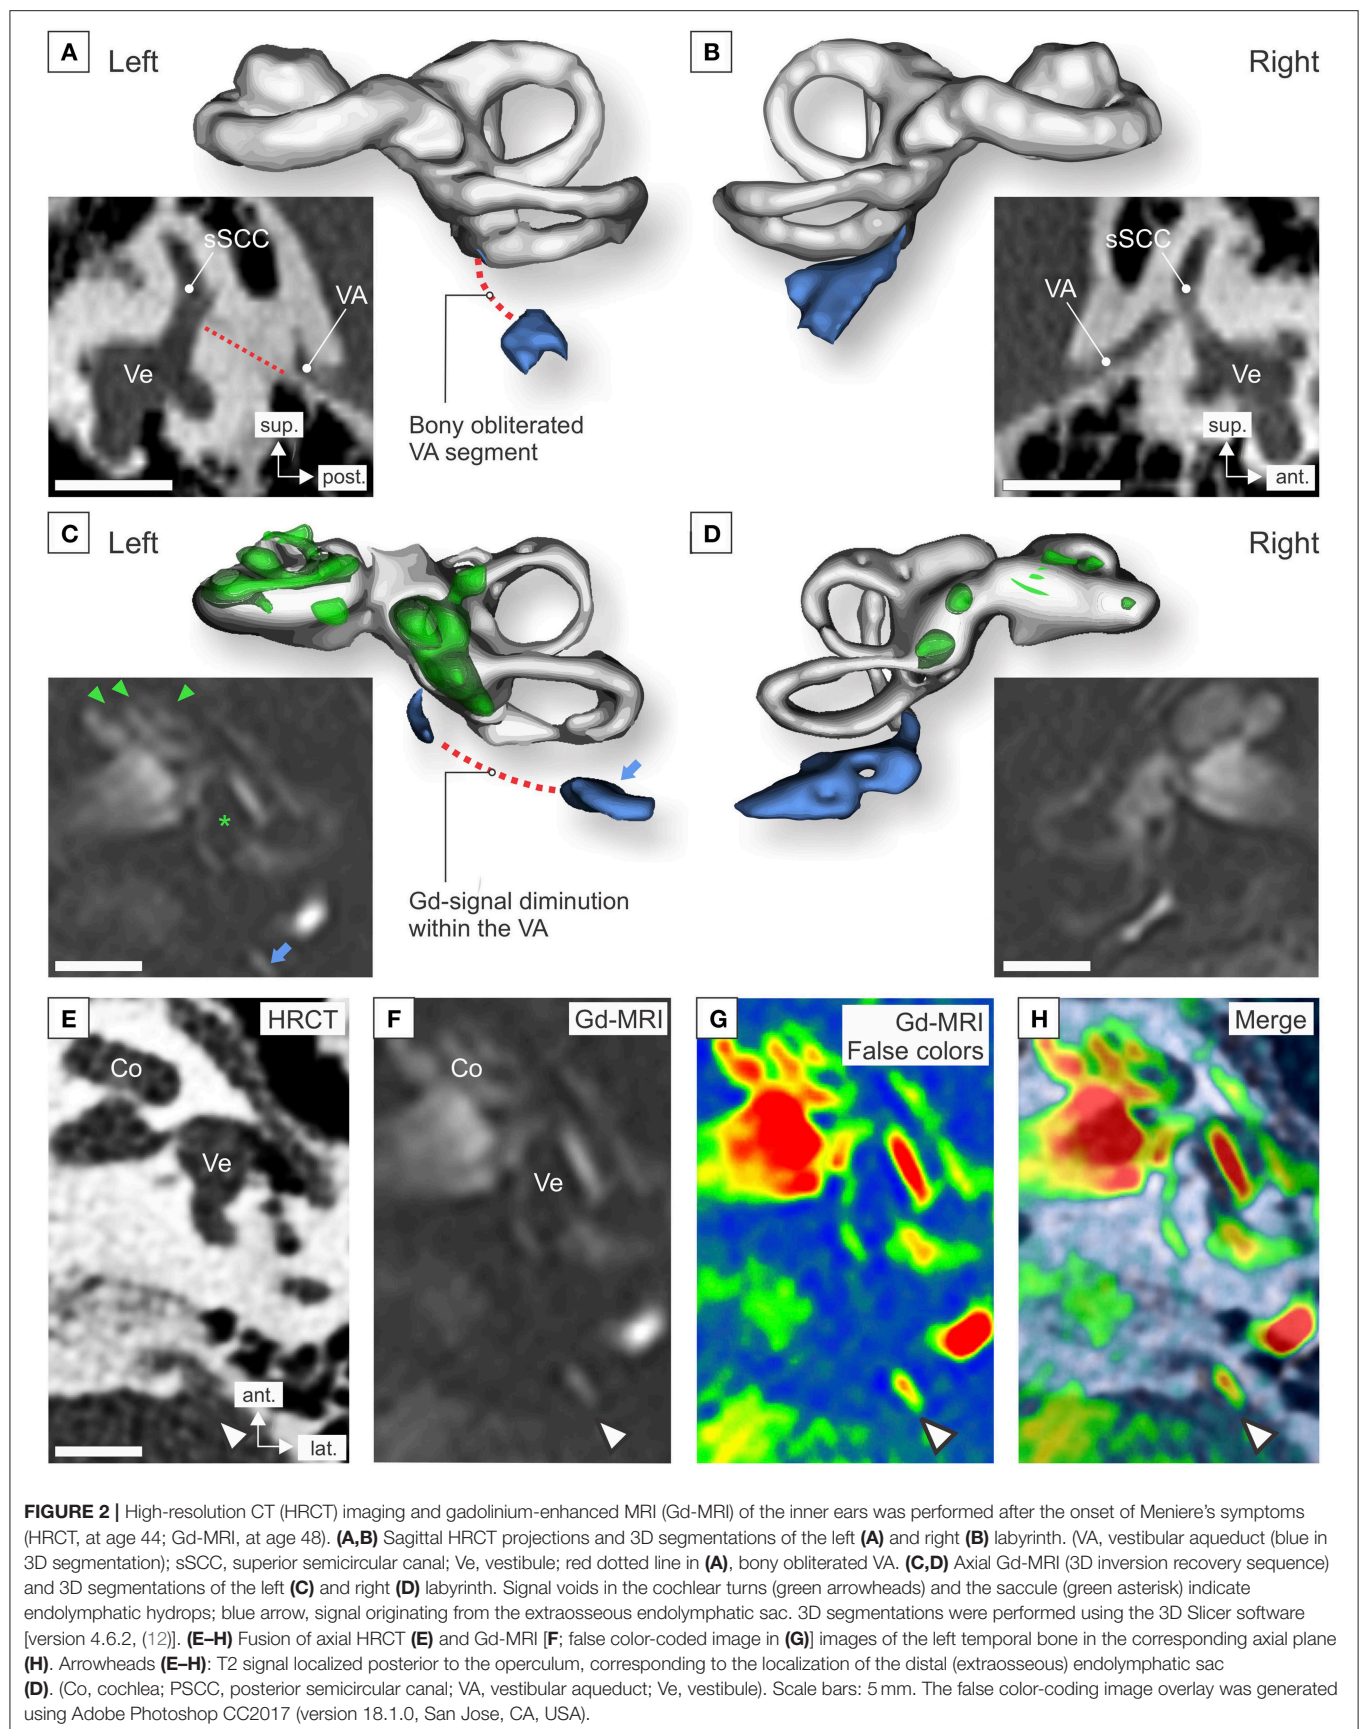 A
Left
B
Right
sSCC
VA
Ve
sup.
post.
Bony obliterated
VA segment
sSCC
VA
Ve
sup.
ant.
C
Left
D
Right
*
Gd-signal diminution
within the VA
E
HRCT
Co
Ve
ant.
lat.
F
Gd-MRI
Co
Ve
G
Gd-MRI
False colors
H
Merge
FIGURE 2 | High-resolution CT (HRCT) imaging and gadolinium-enhanced MRI (Gd-MRI) of the inner ears was performed after the onset of Meniere's symptoms
(HRCT, at age 44; Gd-MRI, at age 48). (A,B) Sagittal HRCT projections and 3D segmentations of the left (A) and right (B) labyrinth. (VA, vestibular aqueduct (blue in
3D segmentation); sSCC, superior semicircular canal; Ve, vestibule; red dotted line in (A), bony obliterated VA. (C,D) Axial Gd-MRI (3D inversion recovery sequence)
and 3D segmentations of the left (C) and right (D) labyrinth. Signal voids in the cochlear turns (green arrowheads) and the saccule (green asterisk) indicate
endolymphatic hydrops; blue arrow, signal originating from the extraosseous endolymphatic sac. 3D segmentations were performed using the 3D Slicer software
[version 4.6.2, (12)]. (E–H) Fusion of axial HRCT (E) and Gd-MRI [F; false color-coded image in (G)] images of the left temporal bone in the corresponding axial plane
(H). Arrowheads (E–H): T2 signal localized posterior to the operculum, corresponding to the localization of the distal (extraosseous) endolymphatic sac
(D). (Co, cochlea; PSCC, posterior semicircular canal; VA, vestibular aqueduct; Ve, vestibule). Scale bars: 5 mm. The false color-coding image overlay was generated
using Adobe Photoshop CC2017 (version 18.1.0, San Jose, CA, USA).